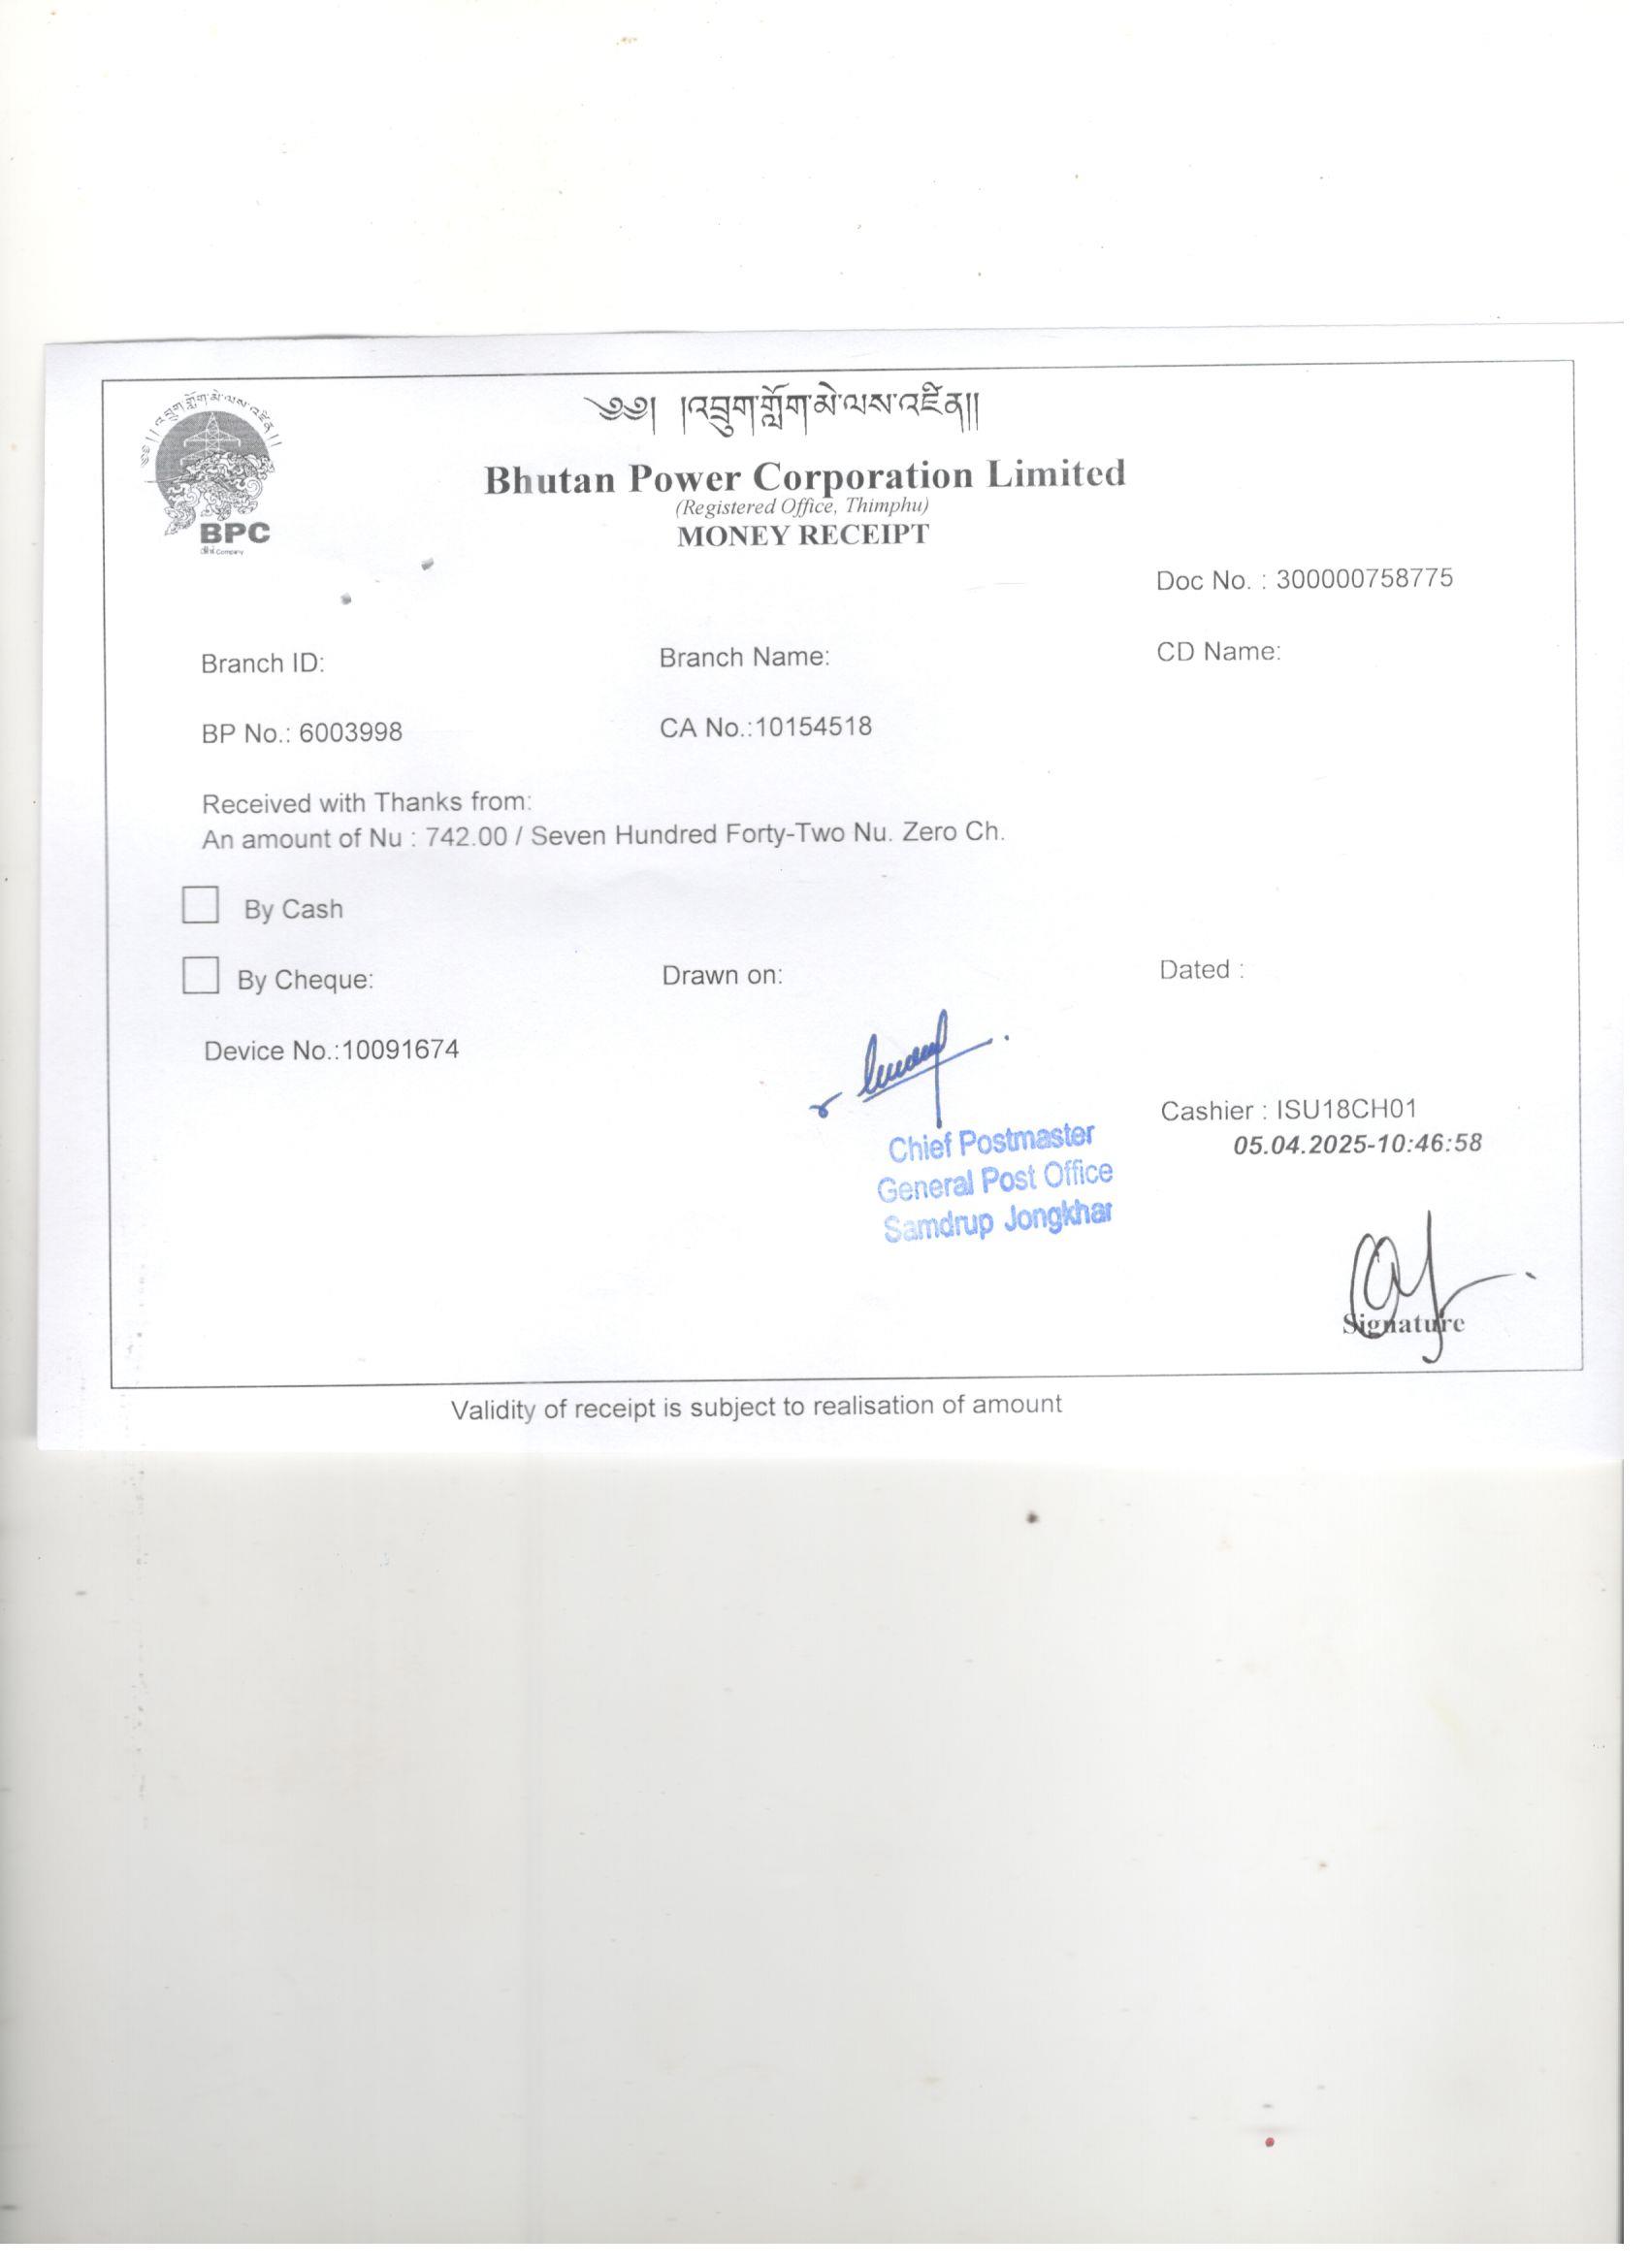 ༄༅། །འབྲུག་གློག་མེ་ལས་འཛིན།།
༄༅།།འབྲུག་གློག་མེ་ལས་འཛིན།།
BPC
Bhutan Power Corporation Limited
(Registered Office, Thimphu)
MONEY RECEIPT
Doc No. : 300000758775
Branch ID: Branch Name: CD Name:
BP No.: 6003998 CA No.:10154518
Received with Thanks from:
An amount of Nu : 742.00 / Seven Hundred Forty-Two Nu. Zero Ch.
By Cash
By Cheque: Drawn on: Dated :
Device No.:10091674
Cashier : ISU18CH01
05.04.2025-10:46:58
Chief Postmaster
General Post Office
Samdrup Jongkhar
Signature
Validity of receipt is subject to realisation of amount